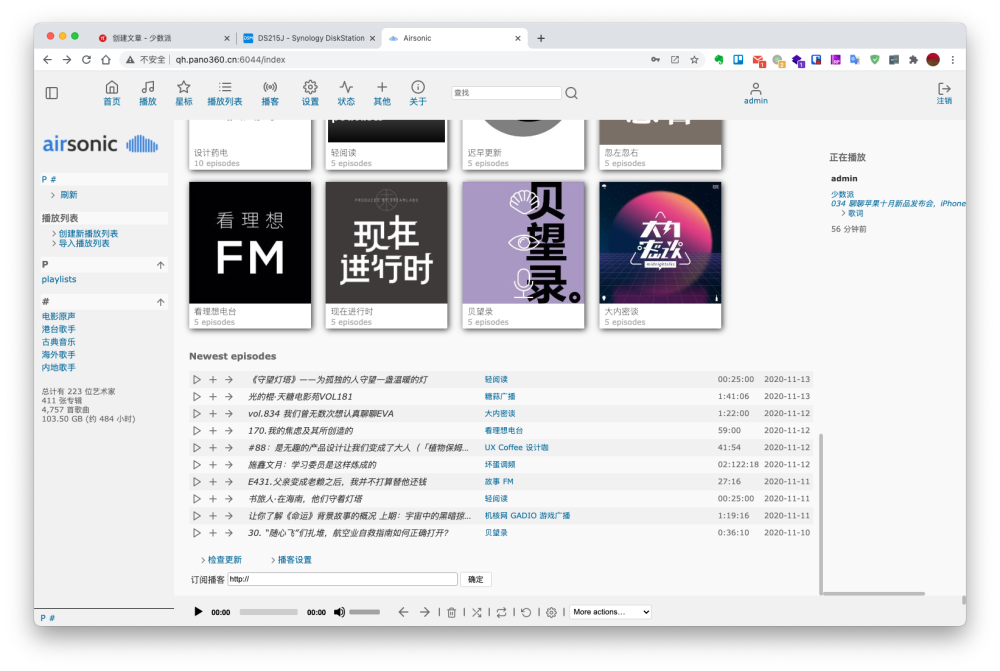 创建文章 - 少数派
DS215J - Synology DiskStation
Airsonic
不安全 | qh.pano360.cn:6044/index
首页
播放
星标
播放列表
播客
设置
状态
其他
关于
查找
admin
注销
airsonic
P #
刷新
播放列表
创建新播放列表
导入播放列表
P
playlists
#
电影原声
港台歌手
古典音乐
海外歌手
内地歌手
总计有 223 位艺术家
411 张专辑
4,757 首歌曲
103.50 GB (约 484 小时)
P #
设计药电
10 episodes
轻阅读
5 episodes
迟早更新
5 episodes
忽左忽右
5 episodes
看理想
FM
看理想电台
5 episodes
PRODUCED BY DREAMLABS
现在
进行时
现在进行时
5 episodes
贝望录。
贝望录
5 episodes
大内密谈
midnightalks
大内密谈
5 episodes
Newest episodes
《守望灯塔》——为孤独的人守望一盏温暖的灯 轻阅读 00:25:00 2020-11-13
光的棍·天糖电影苑VOL181 糖蒜广播 1:41:06 2020-11-13
vol.834 我们曾无数次想认真聊聊EVA 大内密谈 1:22:00 2020-11-12
170.我的焦虑及其所创造的 看理想电台 59:00 2020-11-12
#88：是无趣的产品设计让我们变成了大人（「植物保姆... UX Coffee 设计咖 41:54 2020-11-12
施鑫文月：学习委员是这样炼成的 坏蛋调频 02:122:18 2020-11-12
E431.父亲变成老赖之后，我并不打算替他还钱 故事 FM 27:16 2020-11-11
书旅人·在海南，他们守着灯塔 轻阅读 00:25:00 2020-11-11
让你了解《命运》背景故事的概况 上期：宇宙中的黑暗掠... 机核网 GADIO 游戏广播 1:19:16 2020-11-11
30. "随心飞"们扎堆，航空业自救指南如何正确打开？ 贝望录 0:36:10 2020-11-10
检查更新
播客设置
订阅播客 http://
确定
00:00
00:00
More actions...
正在播放
admin
少数派
034 聊聊苹果十月新品发布会，iPhone
歌词
56 分钟前